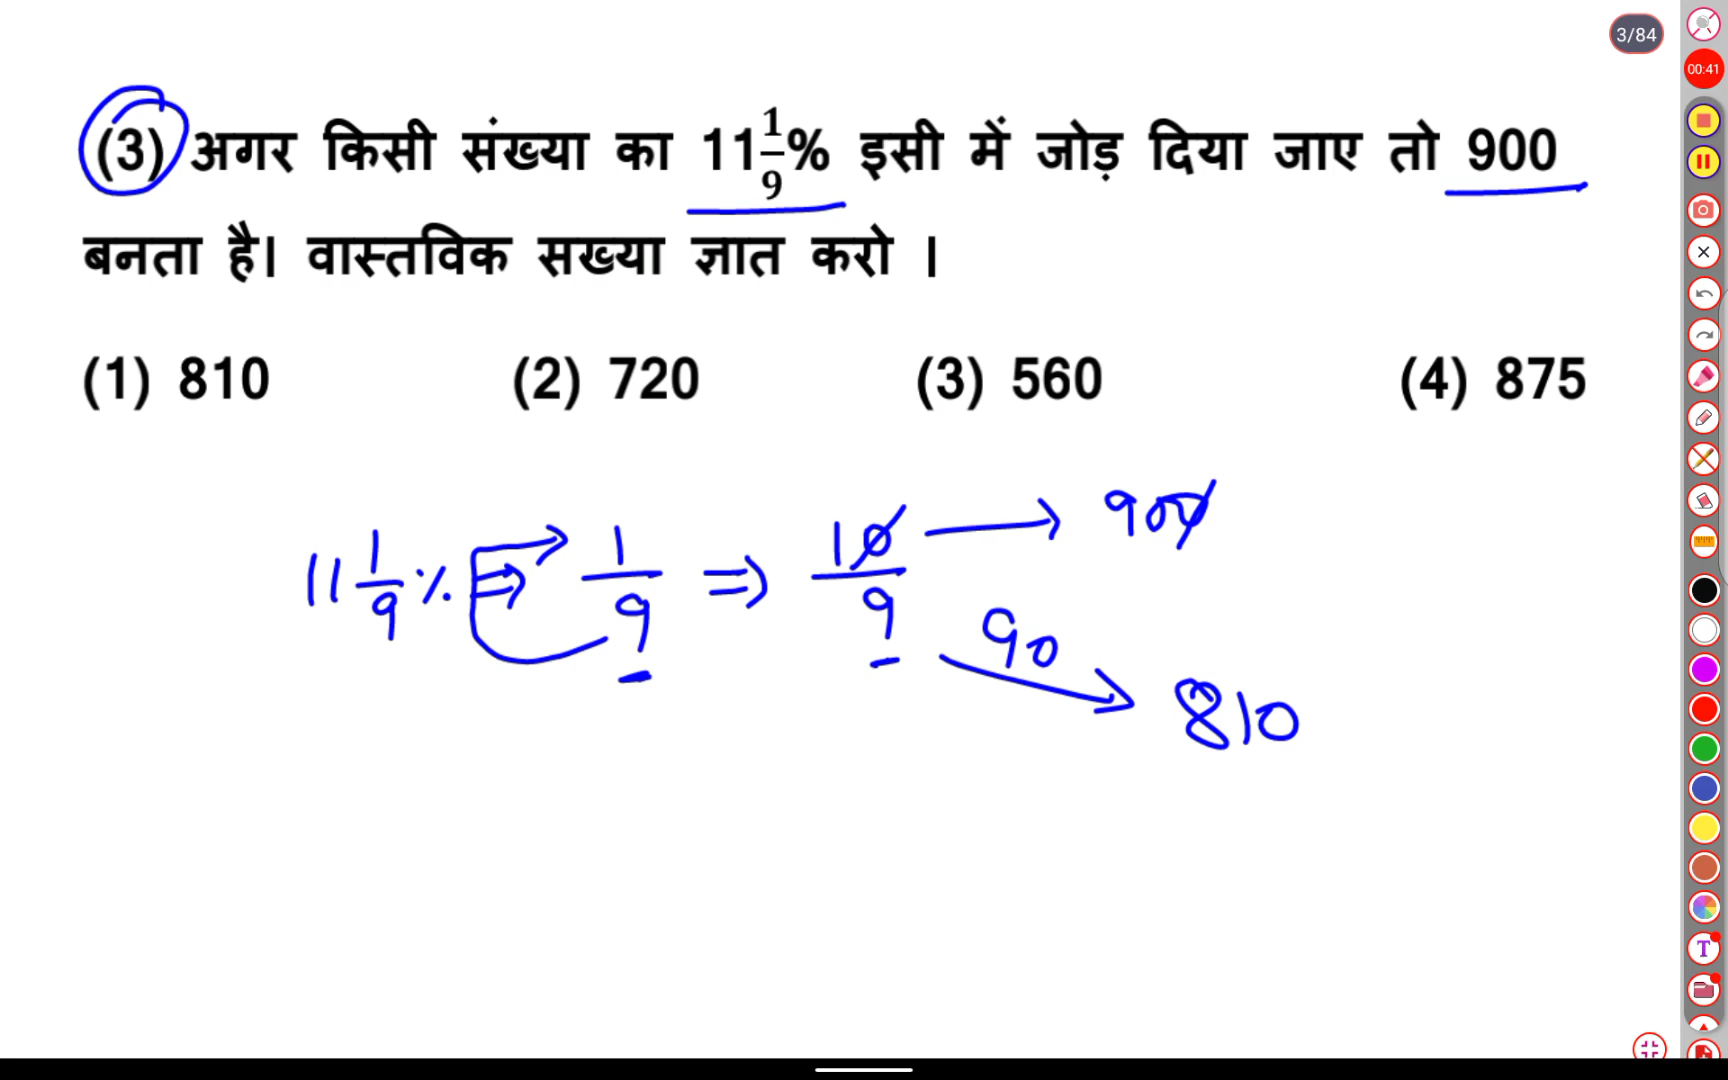 3/84
00:41
(3) अगर किसी संख्या का 11 1/9% इसी में जोड़ दिया जाए तो 900
बनता है। वास्तविक सख्या ज्ञात करो ।
(1) 810 (2) 720 (3) 560 (4) 875
11 1/9 % ⇒ 1/9 ⇒ 10/9 → 900
90
→ 810
T